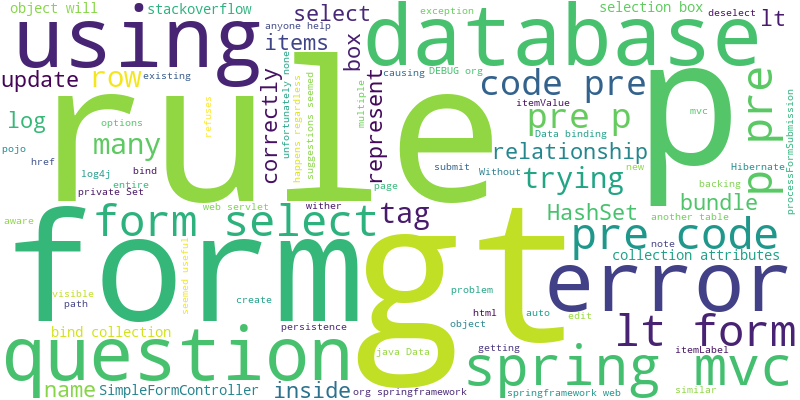 object will
stackoverflow
anyone help
select
exception
selection box
deselect
lt
using
items
box
database
update
row
existing
unfortunately none
happens regardless
suggestions seemed
causing
DEBUG org
code pre
p
p pre
log
options
refuses
correctly
rule
multiple
represent
itemValue
pre p
mvc
processFormSubmission
many
Data binding
relationship
pojo
href
log4j
bind
submit
Without
trying
Hibernate
entire
private Set
page
new
backing
form
form select
web servlet
wither
tag
HashSet
bundle
another table
aware
gt
pre code
seemed useful
note
collection attributes
visible
path
create
problem
error
object
html
auto
edit
bind collection
persistence
lt form
question
java Data
getting
itemLabel
spring mvc
similar
name
SimpleFormController
inside
org springframework
springframework web